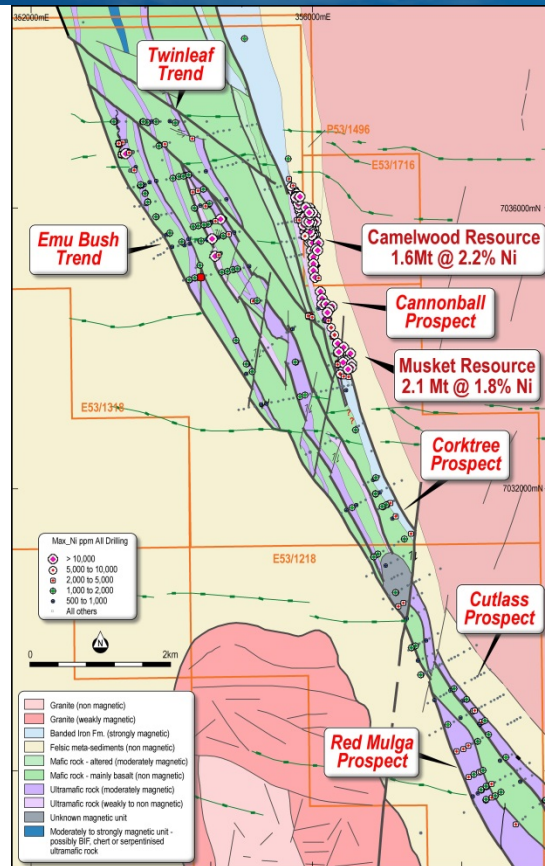 352000mE
356000mE
Twinleaf
Trend
P53/1496
E53/1716
7036000mN
Emu Bush
Trend
Camelwood Resource
1.6Mt @ 2.2% Ni
Cannonball
Prospect
Musket Resource
2.1 Mt @ 1.8% Ni
E53/1318
Corktree
Prospect
7032000mN
Max_Ni ppm All Drilling
> 10,000
5,000 to 10,000
2,000 to 5,000
1,000 to 2,000
500 to 1,000
All others
E53/1218
Cutlass
Prospect
N
0
2km
Red Mulga
Prospect
Granite (non magnetic)
Granite (weakly magnetic)
Banded Iron Fm. (strongly magnetic)
Felsic meta-sediments (non magnetic)
Mafic rock - altered (moderately magnetic)
Mafic rock - mainly basalt (non magnetic)
Ultramafic rock (moderately magnetic)
Ultramafic rock (weakly to non magnetic)
Unknown magnetic unit
Moderately to strongly magnetic unit -
possibly BIF, chert or serpentinised
ultramafic rock